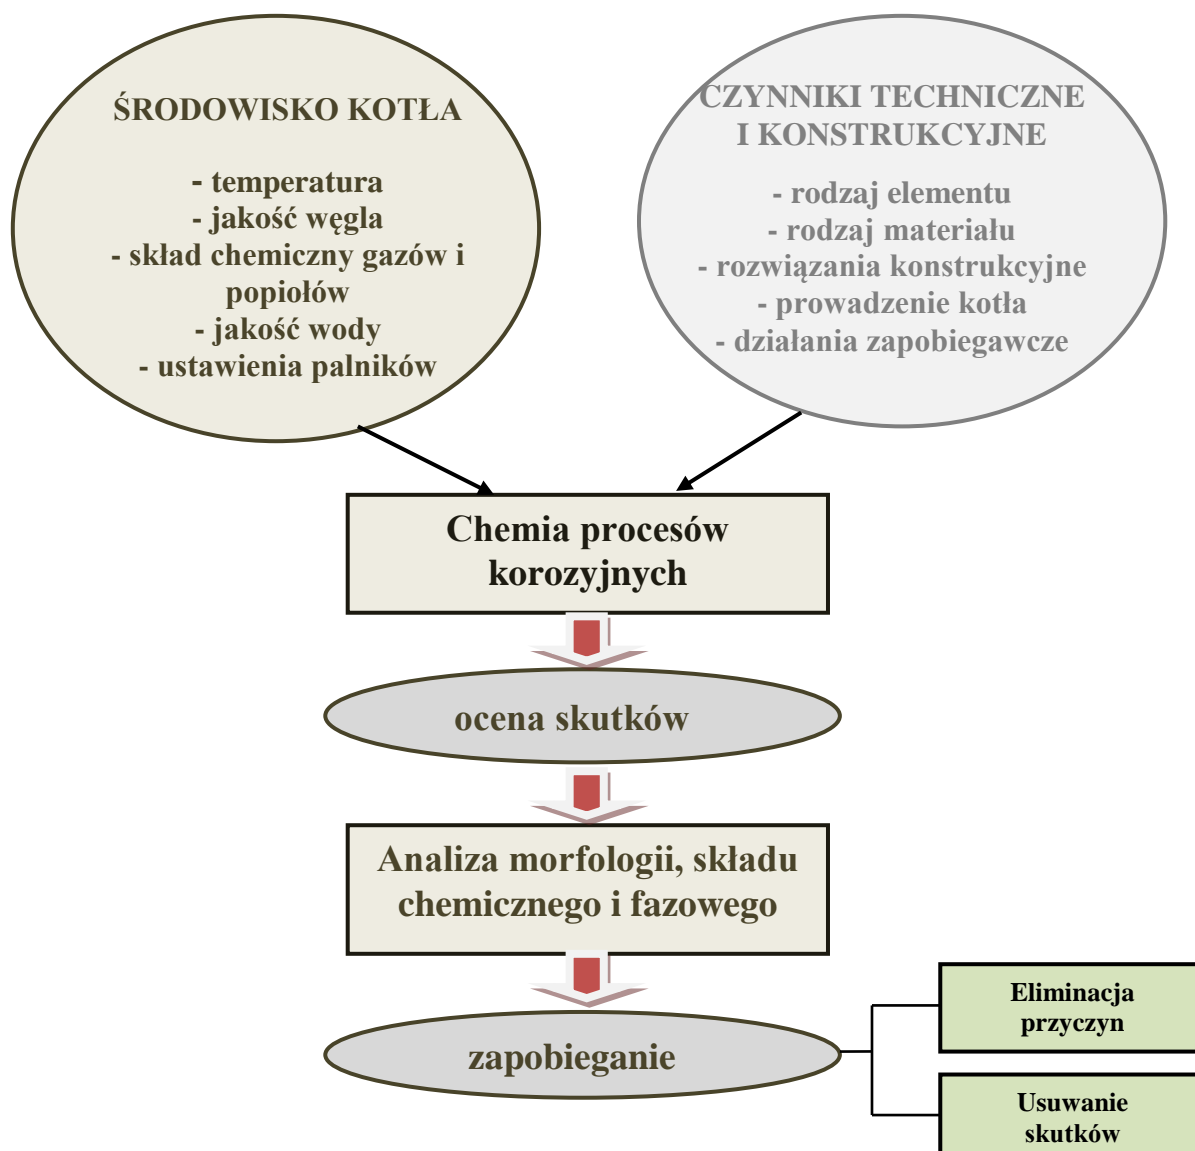 ŚRODOWISKO KOTŁA
- temperatura
- jakość węgla
- skład chemiczny gazów i
popiołów
- jakość wody
- ustawienia palników
CZYNNIKI TECHNICZNE
I KONSTRUKCYJNE
- rodzaj elementu
- rodzaj materiału
- rozwiązania konstrukcyjne
- prowadzenie kotła
- działania zapobiegawcze
Chemia procesów
korozyjnych
ocena skutków
Analiza morfologii, składu
chemicznego i fazowego
zapobieganie
Eliminacja
przyczyn
Usuwanie
skutków